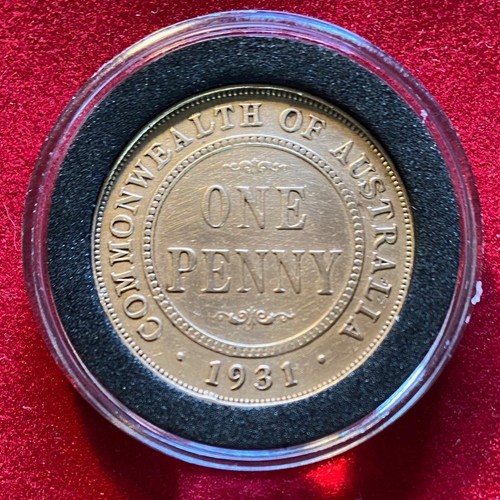 COMMONWEALTH OF AUSTRALIA
ONE
PENNY
· 1931 ·